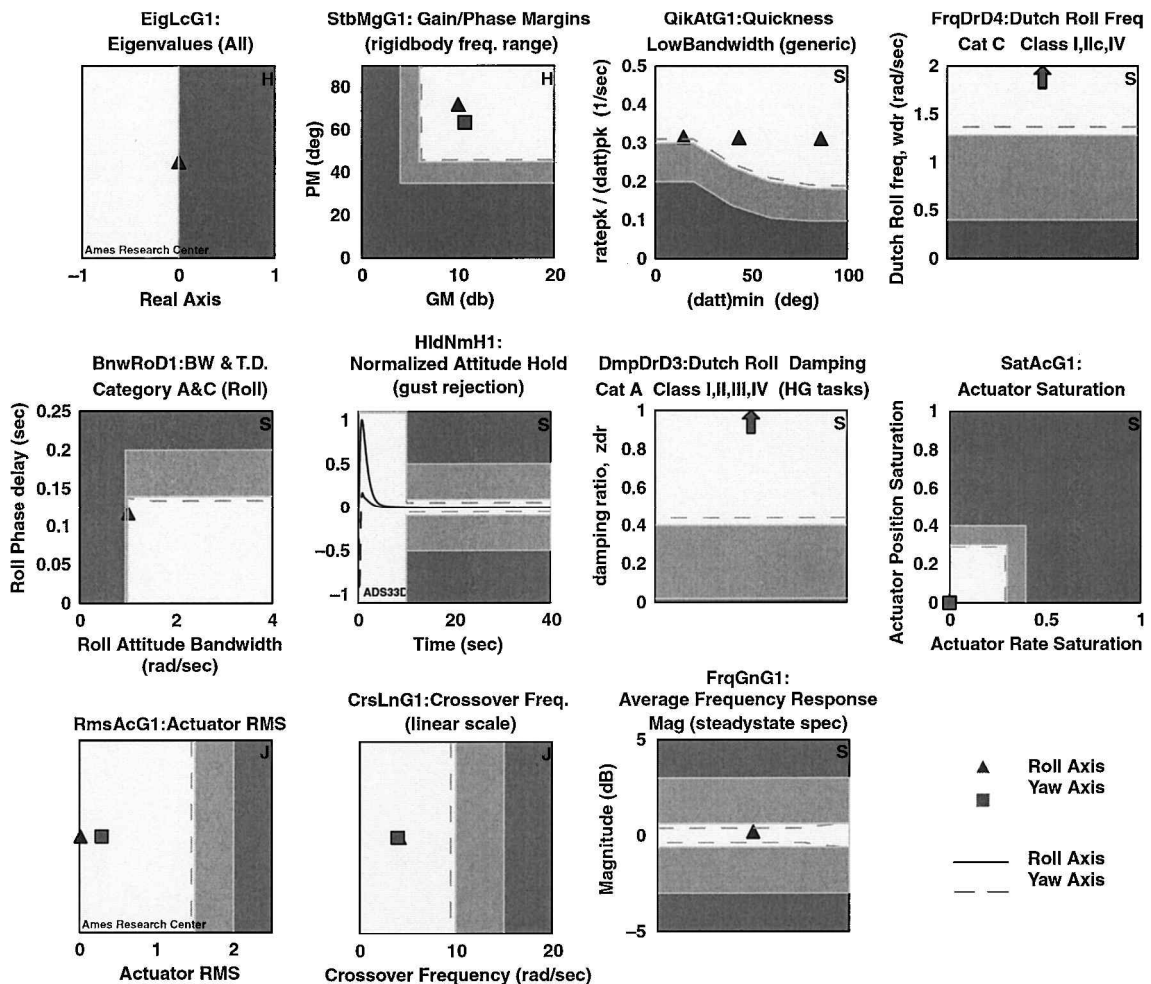 EigLcG1:
Eigenvalues (All)
H
Ames Research Center
−1
0
1
Real Axis
StbMgG1: Gain/Phase Margins
(rigidbody freq. range)
PM (deg)
80
60
40
20
0
H
0
10
20
GM (db)
QikAtG1:Quickness
LowBandwidth (generic)
ratepk / (datt)pk (1/sec)
0.5
0.4
0.3
0.2
0.1
0
S
0
50
100
(datt)min (deg)
FrqDrD4:Dutch Roll Freq
Cat C Class I,IIc,IV
Dutch Roll freq, wdr (rad/sec)
2
1.5
1
0.5
0
S
BnwRoD1:BW & T.D.
Category A&C (Roll)
Roll Phase delay (sec)
0.25
0.2
0.15
0.1
0.05
0
S
0
2
4
Roll Attitude Bandwidth
(rad/sec)
HldNmH1:
Normalized Attitude Hold
(gust rejection)
1
0.5
0
−0.5
−1
S
ADS33D
0
20
40
Time (sec)
DmpDrD3:Dutch Roll Damping
Cat A Class I,II,III,IV (HG tasks)
damping ratio, zdr
1
0.8
0.6
0.4
0.2
0
S
SatAcG1:
Actuator Saturation
Actuator Position Saturation
1
0.8
0.6
0.4
0.2
0
S
0
0.5
1
Actuator Rate Saturation
RmsAcG1:Actuator RMS
J
Ames Research Center
0
1
2
Actuator RMS
CrsLnG1:Crossover Freq.
(linear scale)
J
0
10
20
Crossover Frequency (rad/sec)
FrqGnG1:
Average Frequency Response
Mag (steadystate spec)
Magnitude (dB)
5
0
−5
S
Roll Axis
Yaw Axis
Roll Axis
Yaw Axis